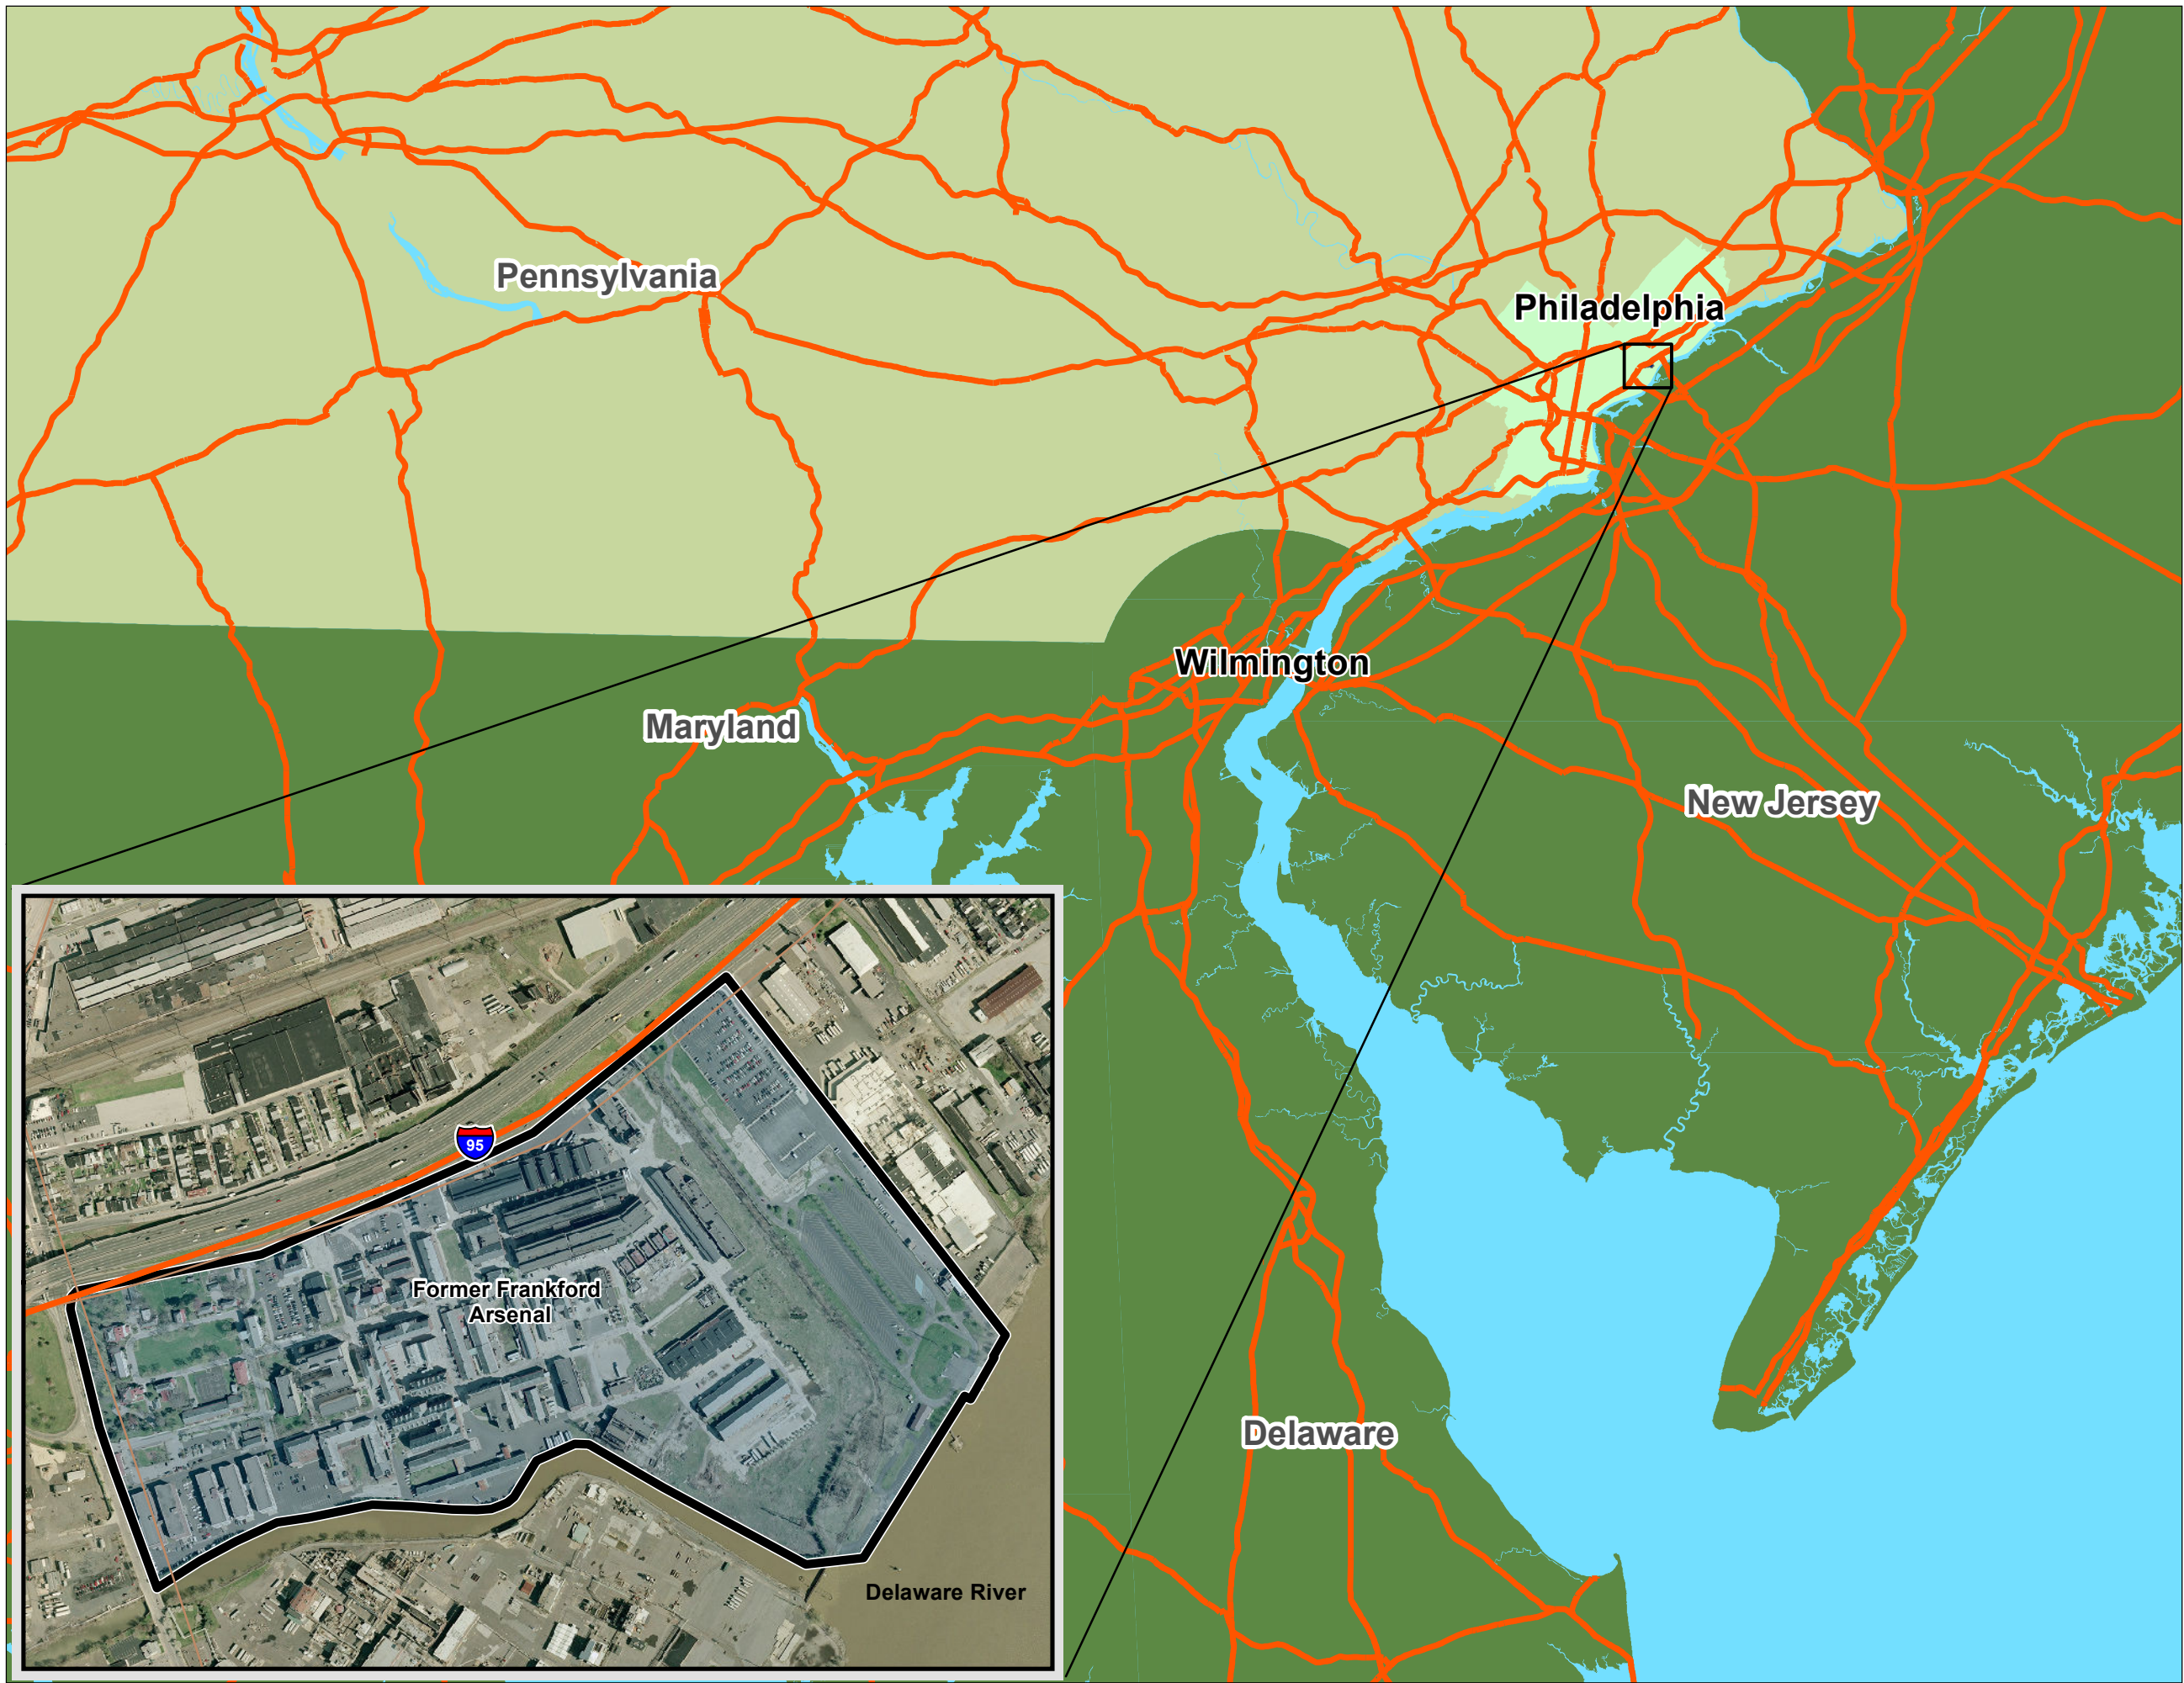 Pennsylvania
Philadelphia
Wilmington
Maryland
New Jersey
95
Former Frankford
Arsenal
Delaware
Delaware River